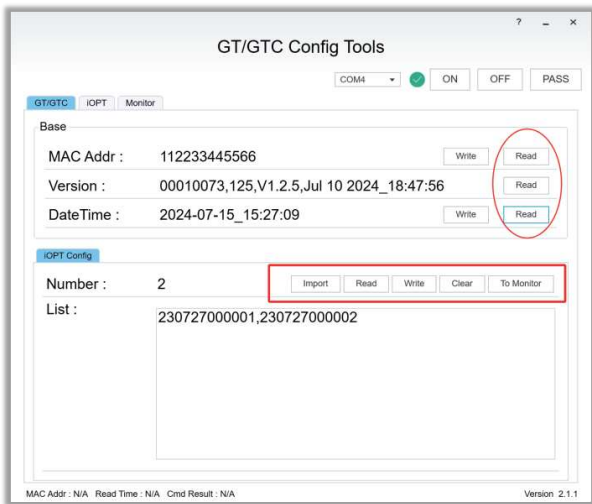 ? – ×
GT/GTC Config Tools
COM4 ON OFF PASS
GT/GTC iOPT Monitor
Base
MAC Addr : 112233445566 Write Read
Version : 00010073,125,V1.2.5,Jul 10 2024_18:47:56 Read
DateTime : 2024-07-15_15:27:09 Write Read
iOPT Config
Number : 2 Import Read Write Clear To Monitor
List : 230727000001,230727000002
MAC Addr : N/A Read Time : N/A Cmd Result : N/A Version 2.1.1